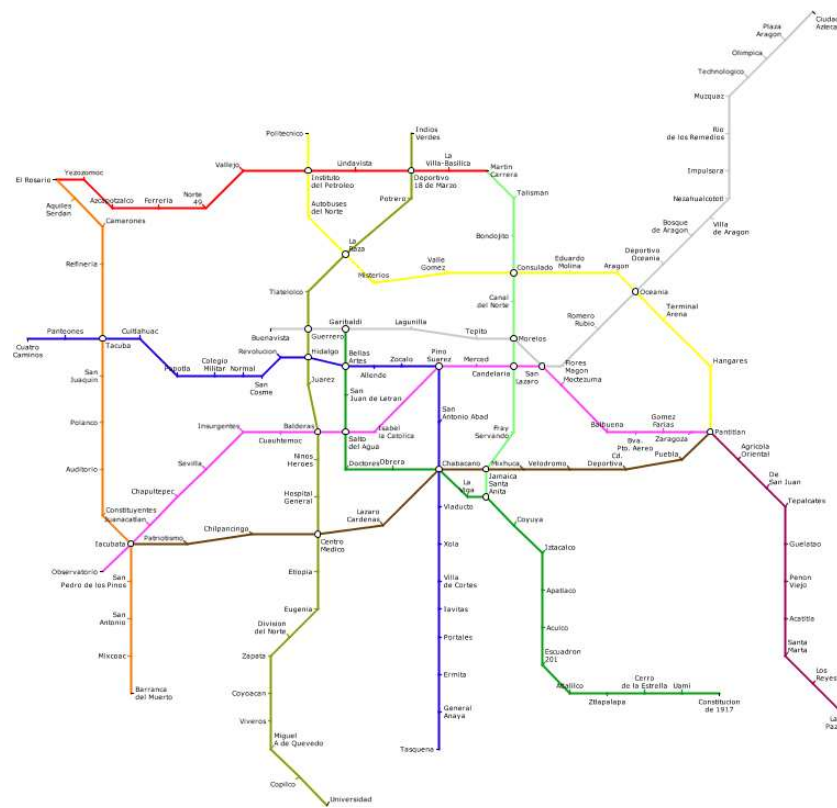 Ciudad
Azteca
Plaza
Aragon
Olimpica
Technologico
Muzquaz
Politecnico
Indios
Verdes
Rio
de los Remedios
Vallejo
Lindavista
La
Villa-Basilica
Martin
Carrera
Impulsora
El Rosario
Yezozomoc
Azcapotzalco
Ferreria
Norte
49
Instituto
del Petroleo
Deportivo
18 de Marzo
Aquiles
Serdan
Autobuses
del Norte
Potrero
Talisman
Nezahualcototl
Camarones
Bosque
de Aragon
Villa
de Aragon
La
Raza
Bondojito
Deportivo
Oceania
Refineria
Misterios
Valle
Gomez
Consulado
Eduardo
Molina
Aragon
Tlatelolco
Oceania
Canal
del Norte
Romero
Rubio
Terminal
Arena
Panteones
Cuitlahuac
Buenavista
Guerrero
Garibaldi
Lagunilla
Tepito
Morelos
Cuatro
Caminos
Tacuba
Revolucion
Hidalgo
Bellas
Artes
Zocalo
Pino
Suarez
Merced
Flores
Magon
Hangares
Papotla
Colegio
Militar
Normal
San
Cosme
Allende
Candelaria
San
Lazaro
Moctezuma
San
Juaquin
Juarez
San
Juan de Letran
San
Antonio Abad
Polanco
Insurgentes
Balderas
Isabel
la Catolica
Fray
Servando
Balbuena
Gomez
Farias
Pantitlan
Cuauhtemoc
Salto
del Agua
Bva.
Pto. Aereo
Zaragoza
Auditorio
Sevilla
Ninos
Heroes
Doctores
Obrera
Chabacano
Mixhuca
Velodromo
Cd.
Deportiva
Puebla
Agricola
Oriental
Jamaica
Santa
Anita
De
San Juan
Chapultepec
Hospital
General
La
Viga
Constituyentes
Juanacatlan
Lazaro
Cardenas
Viaducto
Coyuya
Tepalcates
Tacubata
Patriotismo
Chilpancingo
Centro
Medico
Xola
Iztacalco
Guelatao
Observatorio
San
Pedro de los Pinos
Etiopia
Villa
de Cortes
Apatlaco
Penon
Viejo
San
Antonio
Eugenia
Division
del Norte
Aculco
Acatitla
Mixcoac
Zapata
Portales
Escuadron
201
Santa
Marta
Barranca
del Muerto
Coyoacan
Ermita
Atlalilco
Ztlapalapa
Cerro
de la Estrella
Uami
Constitucion
de 1917
Los
Reyes
Viveros
General
Anaya
La
Paz
Miguel
A de Quevedo
Tasquena
Copilco
Universidad